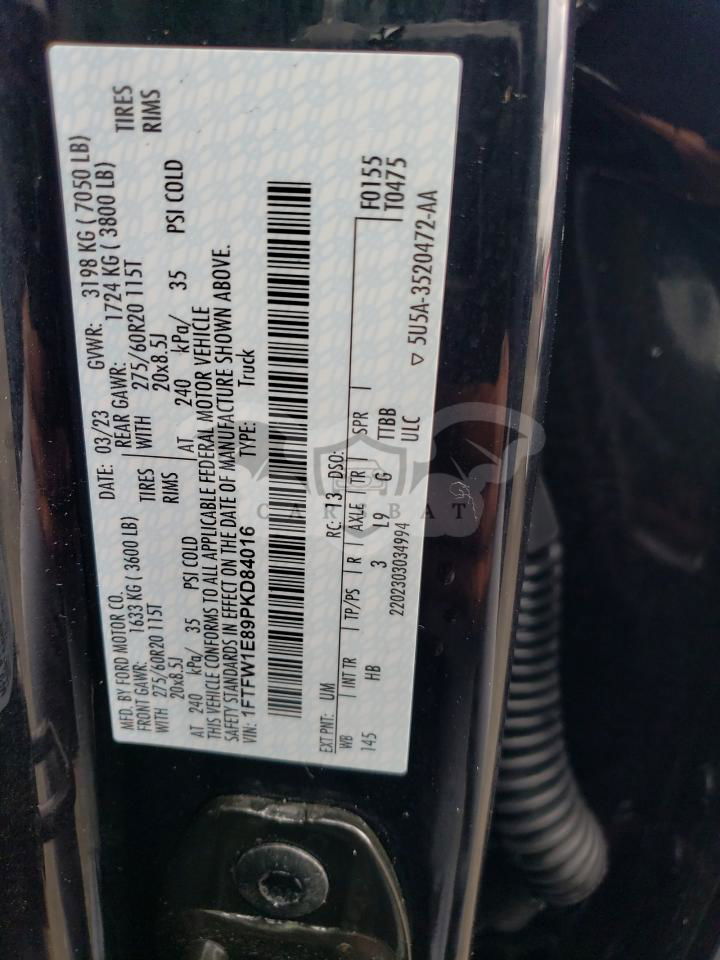 MFD. BY FORD MOTOR CO. DATE: 03/23 GVWR: 3198 KG ( 7050 LB)
FRONT GAWR: 1633 KG (3600 LB) REAR GAWR: 1724 KG ( 3800 LB)
WITH 275/60R20 115T TIRES WITH 275/60R20 115T TIRES
20x8.5J RIMS 20x8.5J RIMS
AT 240 kPa/ 35 PSI COLD AT 240 kPa/ 35 PSI COLD
THIS VEHICLE CONFORMS TO ALL APPLICABLE FEDERAL MOTOR VEHICLE
SAFETY STANDARDS IN EFFECT ON THE DATE OF MANUFACTURE SHOWN ABOVE.
VIN: 1FTFW1E89PKD84016 TYPE: Truck
EXT PNT: UM RC: 13 DSO: F0155
WB INT TR TP/PS R AXLE TR SPR T0475
145 HB 3 L9 G TTBB
2202303034994 ULC
▽ 5U5A-3520472-AA
CAR BAT